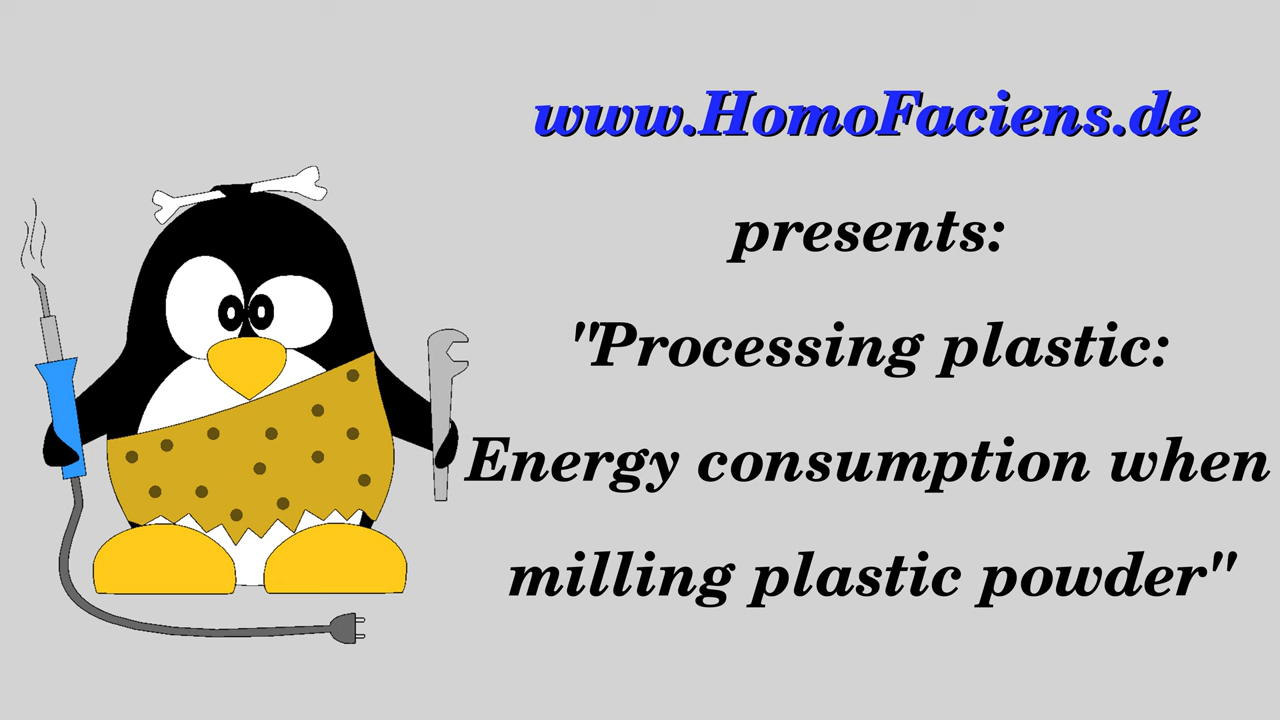 www.HomoFaciens.de
presents:
"Processing plastic:
Energy consumption when
milling plastic powder"